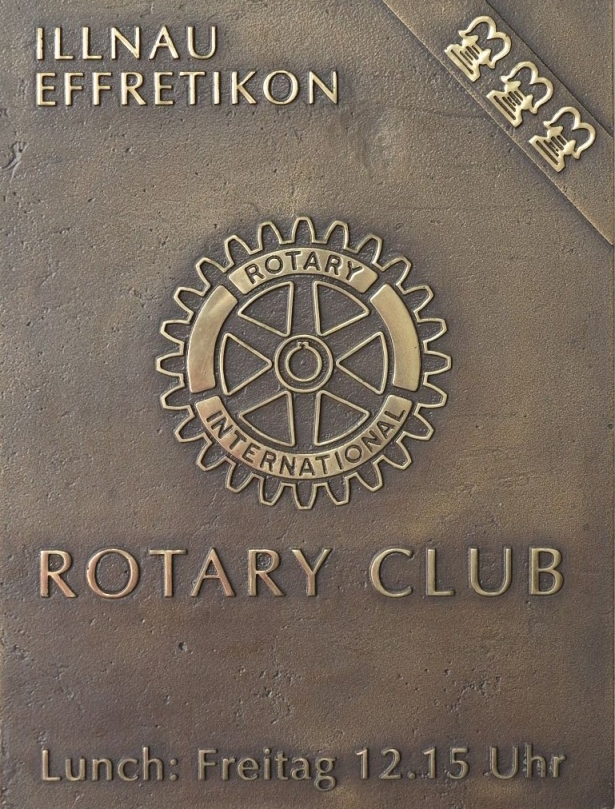 ILLNAU
EFFRETIKON
ROTARY
INTERNATIONAL
ROTARY CLUB
Lunch: Freitag 12.15 Uhr